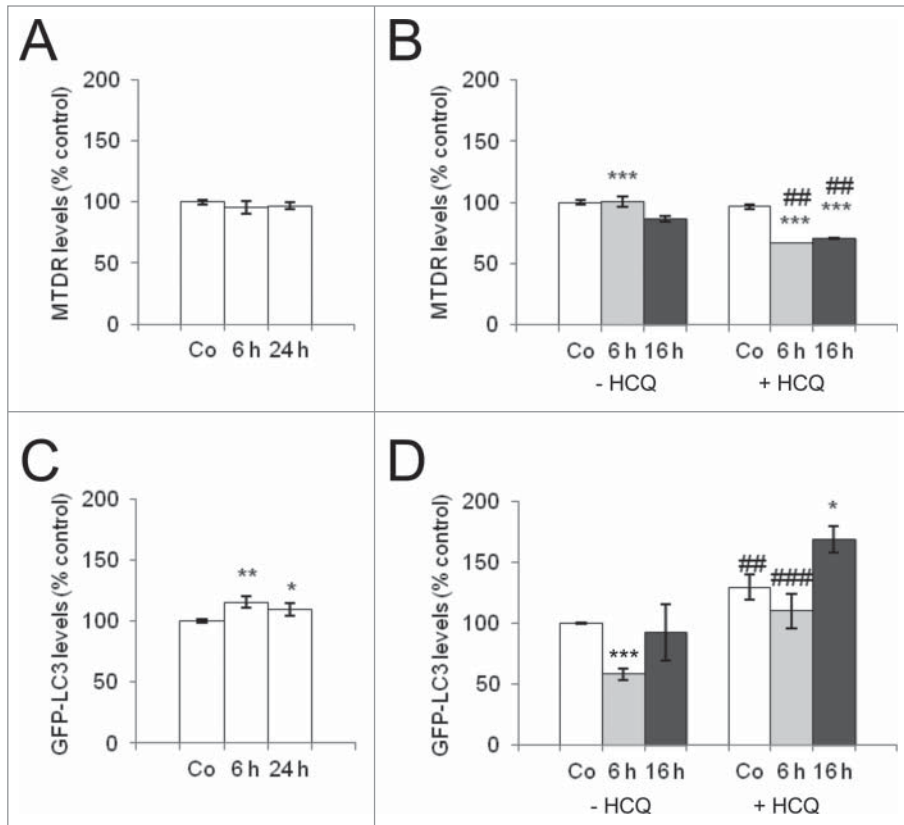 A
MTDR levels (% control)
200
150
100
50
0
Co 6 h 24 h
B
MTDR levels (% control)
200
150
100
50
0
***
##
***
##
***
Co 6 h 16 h
Co 6 h 16 h
- HCQ
+ HCQ
C
GFP-LC3 levels (% control)
200
150
100
50
0
**
*
Co 6 h 24 h
D
GFP-LC3 levels (% control)
200
150
100
50
0
***
##
###
*
Co 6 h 16 h
Co 6 h 16 h
- HCQ
+ HCQ